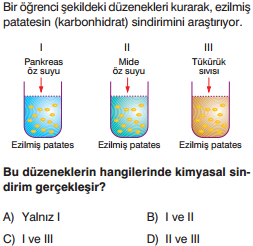 Bir öğrenci şekildeki düzenekleri kurarak, ezilmiş
patatesin (karbonhidrat) sindirimini araştırıyor.
I II III
Pankreas Mide Tükürük
öz suyu öz suyu sıvısı
Ezilmiş patates Ezilmiş patates Ezilmiş patates
Bu düzeneklerin hangilerinde kimyasal sin-
dirim gerçekleşir?
A) Yalnız I B) I ve II
C) I ve III D) II ve III